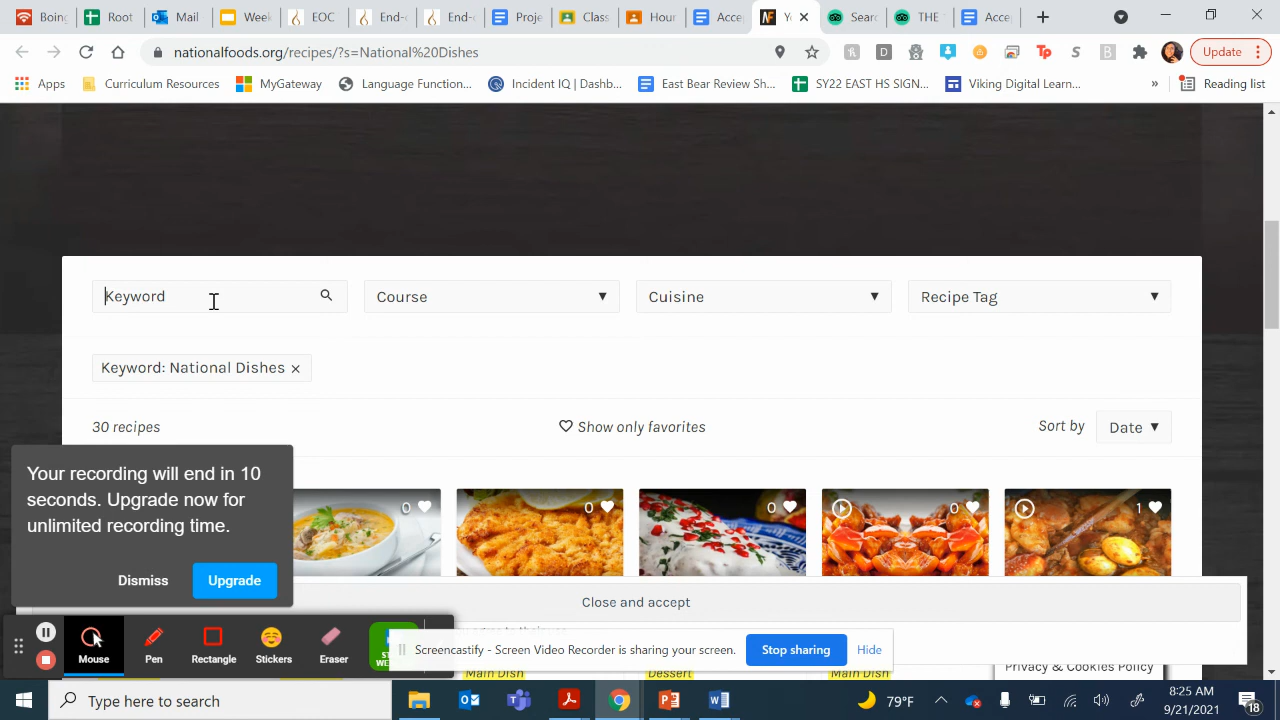 Boing
Root
Mail
Wee
EOC
End-
End-
Proje
Class
Hour
Acce
Y
Sear
THE
Acce
nationalfoods.org/recipes/?s=National%20Dishes
Update
Apps
Curriculum Resources
MyGateway
Language Function...
Incident IQ | Dashb...
East Bear Review Sh...
SY22 EAST HS SIGN...
Viking Digital Learn...
»
Reading list
Keyword
Course
Cuisine
Recipe Tag
Keyword: National Dishes ×
30 recipes
Show only favorites
Sort by
Date
0
0
0
0
1
Your recording will end in 10
seconds. Upgrade now for
unlimited recording time.
Dismiss
Upgrade
Close and accept
Mouse
Pen
Rectangle
Stickers
Eraser
Screencastify - Screen Video Recorder is sharing your screen.
Stop sharing
Hide
Main Dish
Dessert
Main Dish
Privacy & Cookies Policy
Type here to search
79°F
8:25 AM
9/21/2021
18